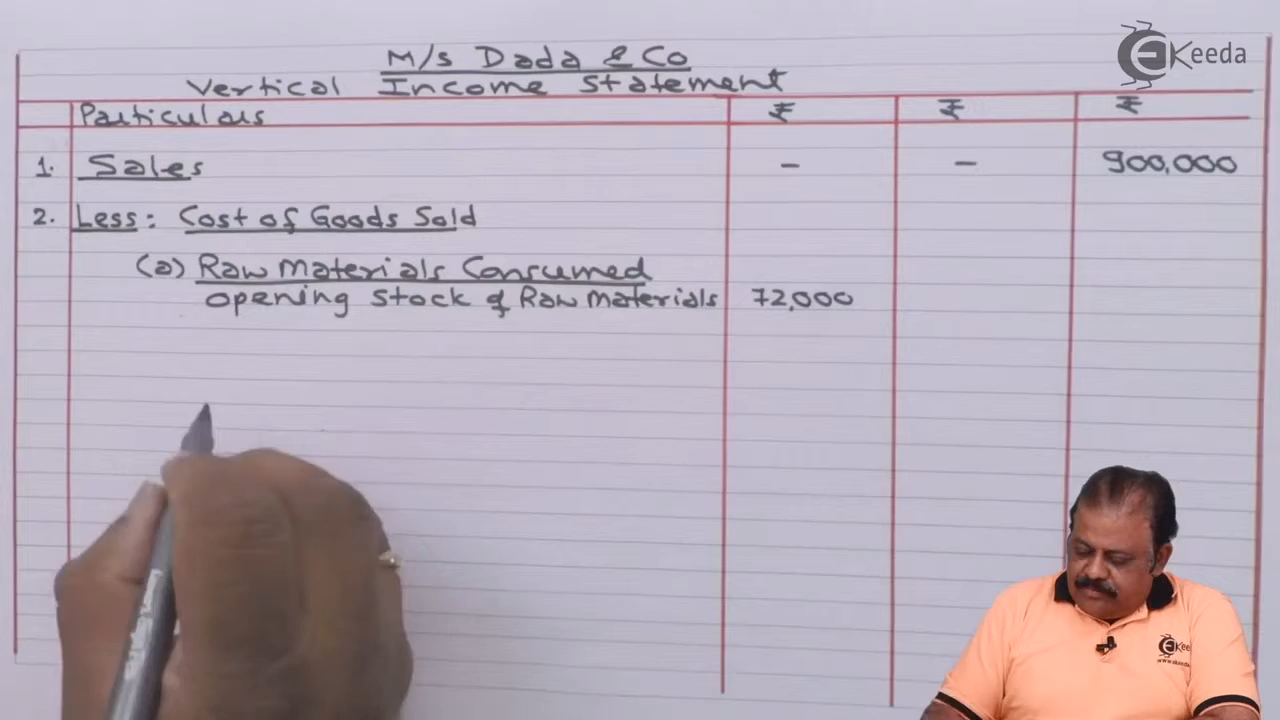 Keeda
M/s Dada & Co
Vertical Income Statement
Particulars ₹ ₹ ₹
1. Sales - - 900,000
2. Less: Cost of Goods Sold
(a) Raw Materials Consumed
Opening Stock of Raw Materials 72,000